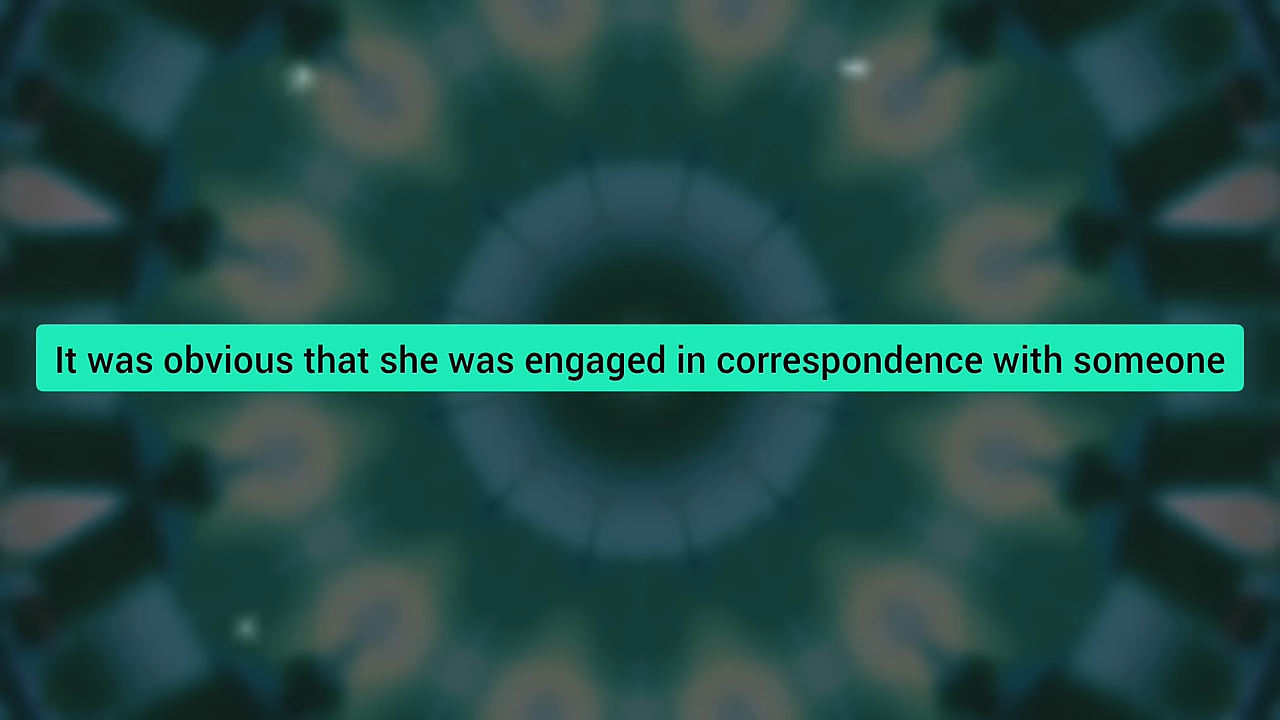 It was obvious that she was engaged in correspondence with someone